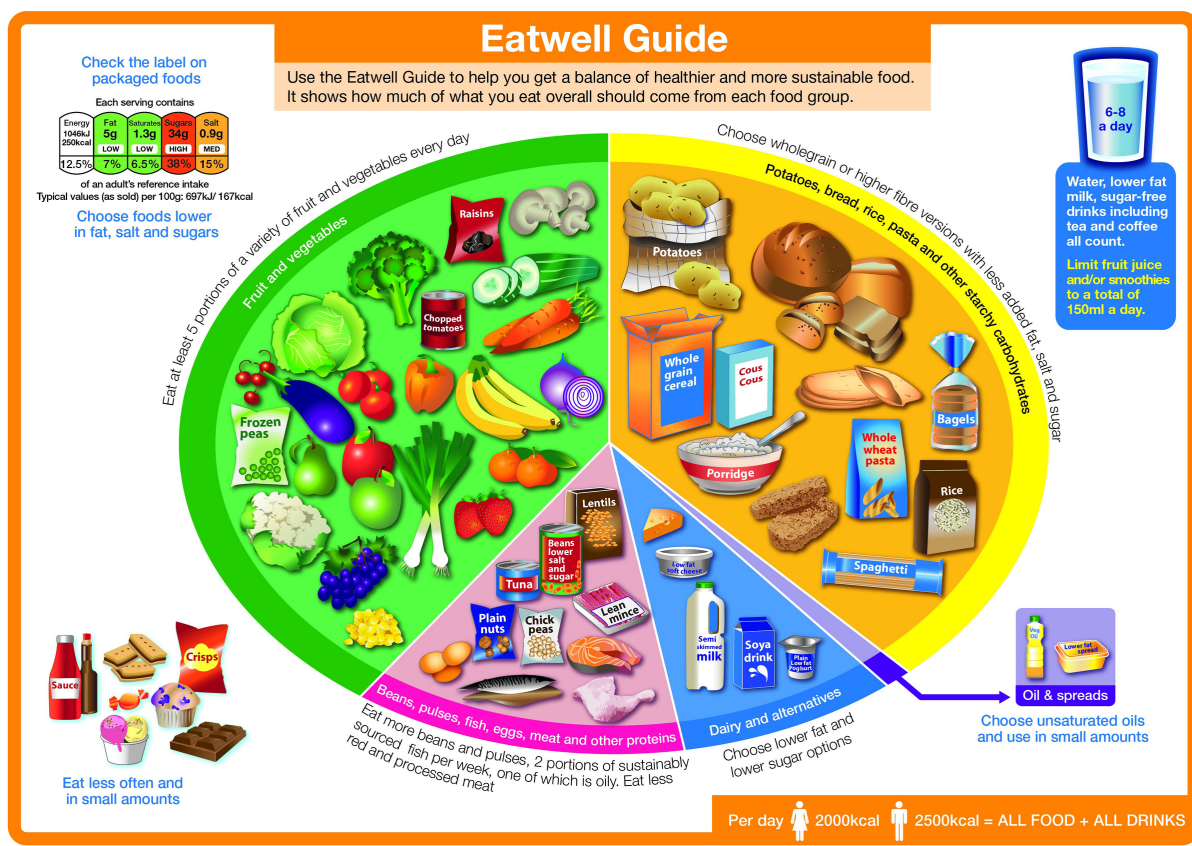 Eatwell Guide
Use the Eatwell Guide to help you get a balance of healthier and more sustainable food.
It shows how much of what you eat overall should come from each food group.
Check the label on
packaged foods
Each serving contains
Energy
1046kJ
250kcal
12.5%
Fat
5g
LOW
7%
Saturates
1.3g
LOW
6.5%
Sugars
34g
HIGH
38%
Salt
0.9g
MED
15%
of an adult's reference intake
Typical values (as sold) per 100g: 697kJ/ 167kcal
Choose foods lower
in fat, salt and sugars
6-8
a day
Water, lower fat
milk, sugar-free
drinks including
tea and coffee
all count.
Limit fruit juice
and/or smoothies
to a total of
150ml a day.
Eat at least 5 portions of a variety of fruit and vegetables every day
Fruit and vegetables
Raisins
Chopped
tomatoes
Frozen
peas
Choose wholegrain or higher fibre versions with less added fat, salt and sugar
Potatoes, bread, rice, pasta and other starchy carbohydrates
Potatoes
Whole
grain
cereal
Cous
Cous
Porridge
Bagels
Whole
wheat
pasta
Rice
Spaghetti
Lentils
Beans
lower
salt
and
sugar
Tuna
Lean
mince
Plain
nuts
Chick
peas
Beans, pulses, fish, eggs, meat and other proteins
Eat more beans and pulses, 2 portions of sustainably
sourced fish per week, one of which is oily. Eat less
red and processed meat
Low fat
soft cheese
Semi
skimmed
milk
Soya
drink
Plain
Low fat
Yoghurt
Dairy and alternatives
Choose lower fat and
lower sugar options
Veg
Oil
Lower fat
spread
Oil & spreads
Choose unsaturated oils
and use in small amounts
Sauce
Crisps
Eat less often and
in small amounts
Per day 2000kcal 2500kcal = ALL FOOD + ALL DRINKS